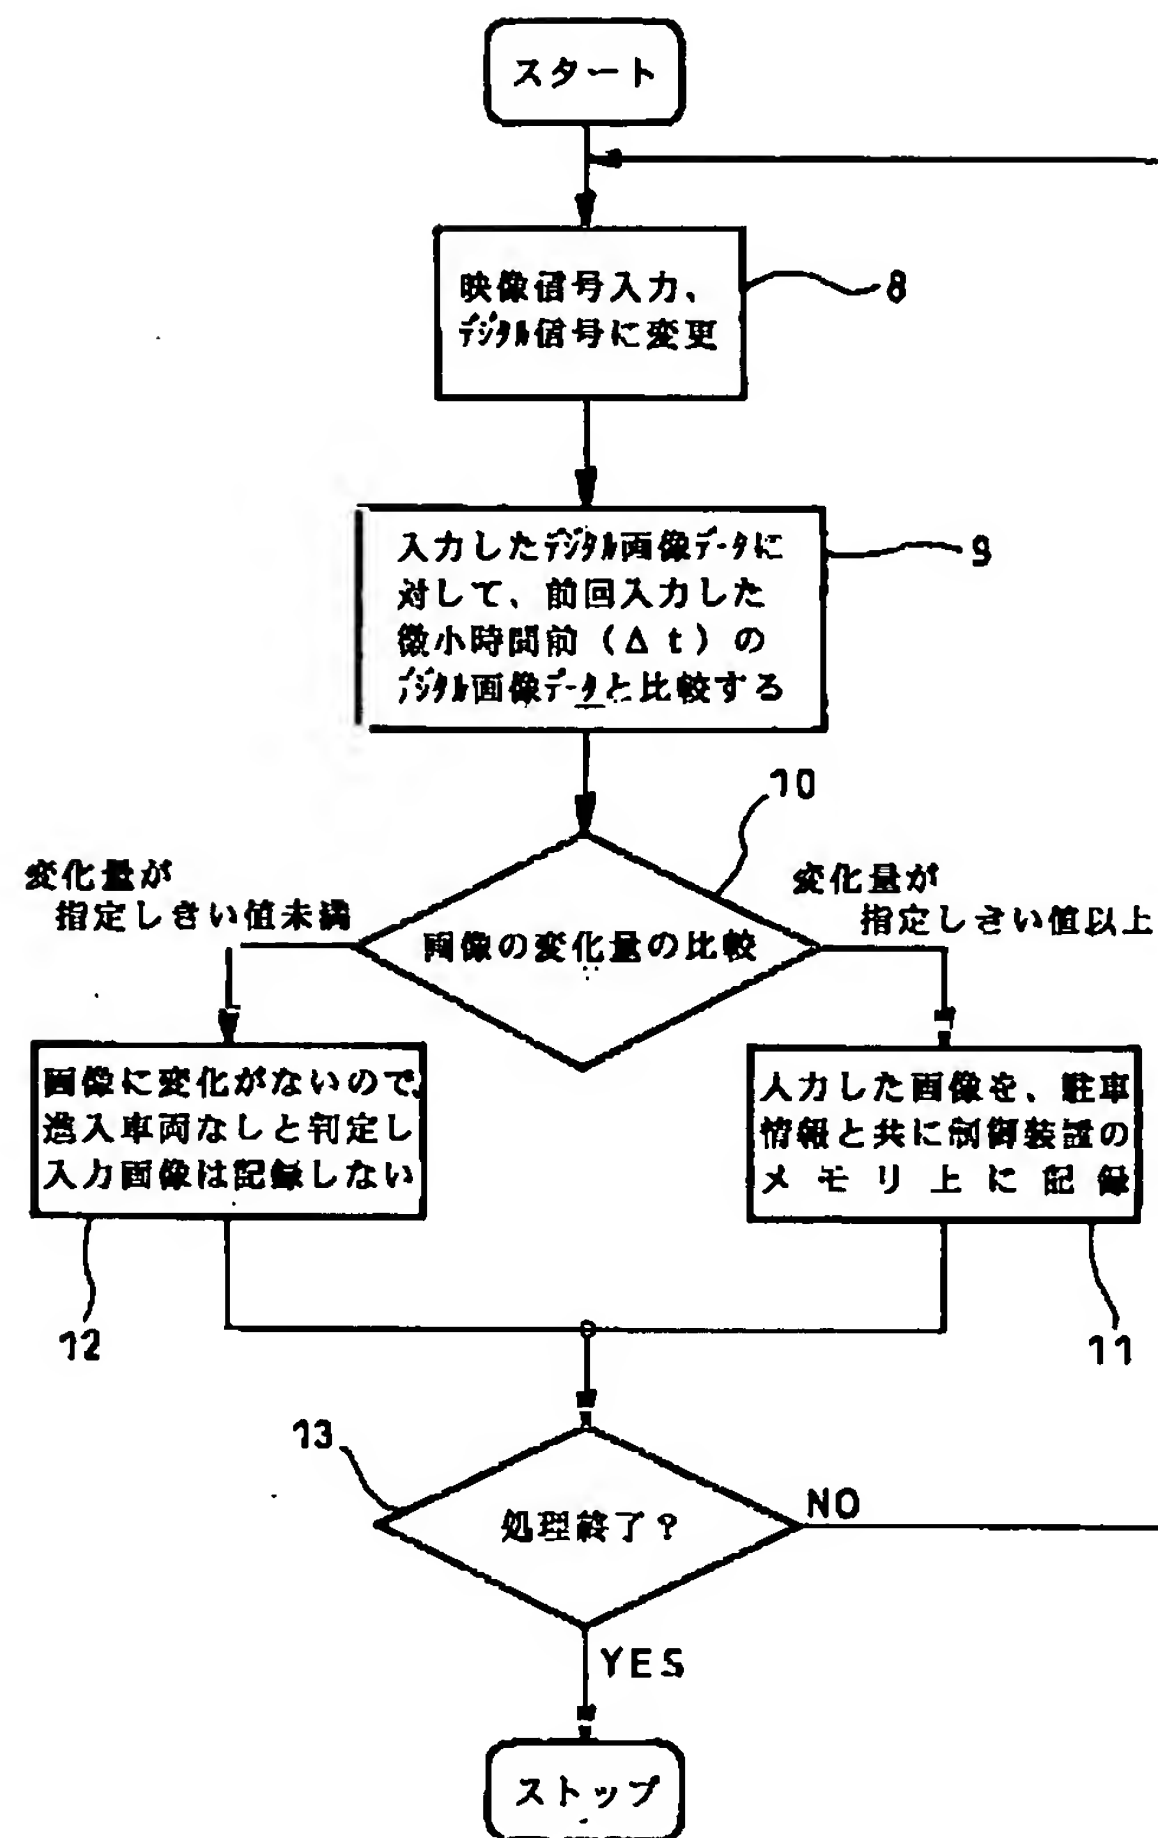 スタート
映像信号入力、
デジタル信号に変更
8
入力したデジタル画像データに
対して、前回入力した
微小時間前(Δt)の
デジタル画像データと比較する
9
10
変化量が
指定しきい値未満
画像の変化量の比較
変化量が
指定しきい値以上
画像に変化がないので、
進入車両なしと判定し
入力画像は記録しない
12
入力した画像を、駐車
情報と共に制御装置の
メモリ上に記録
11
13
処理終了?
NO
YES
ストップ